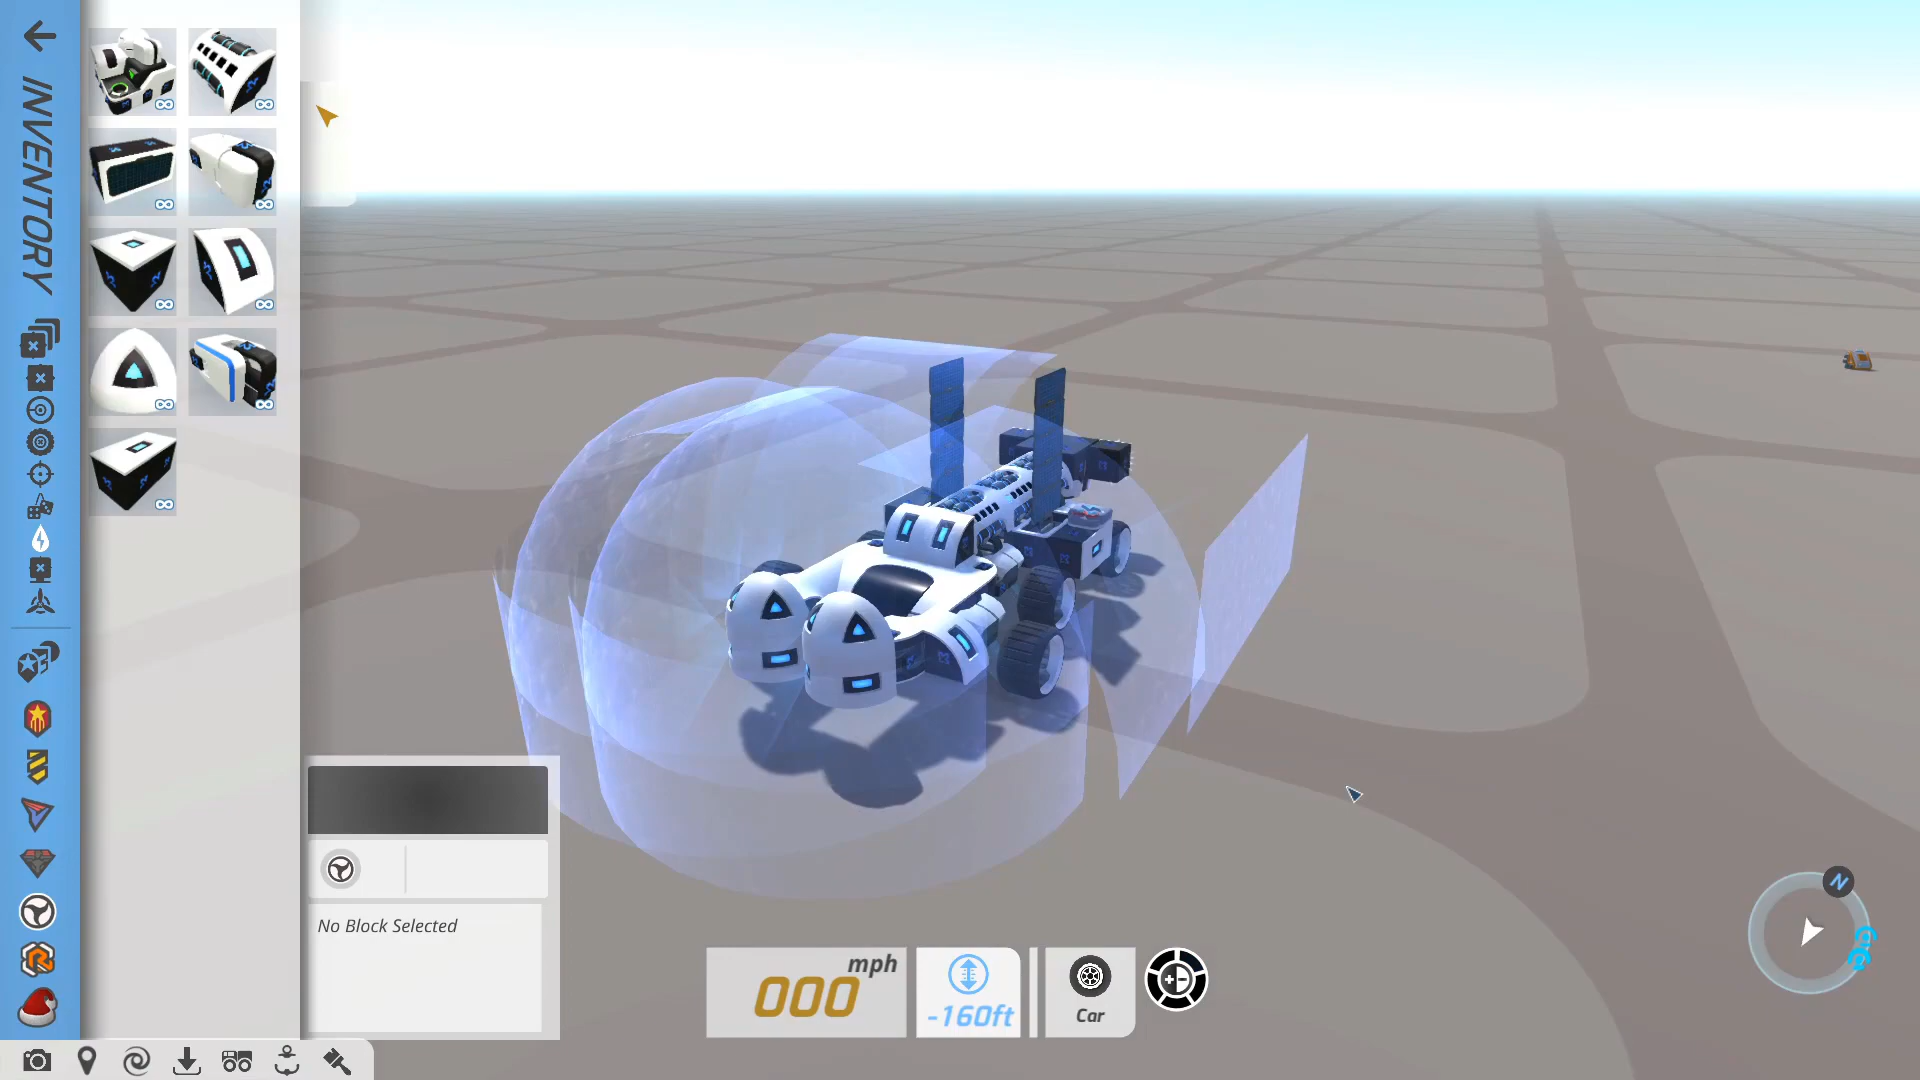 INVENTORY
No Block Selected
mph
000
-160ft
Car
N